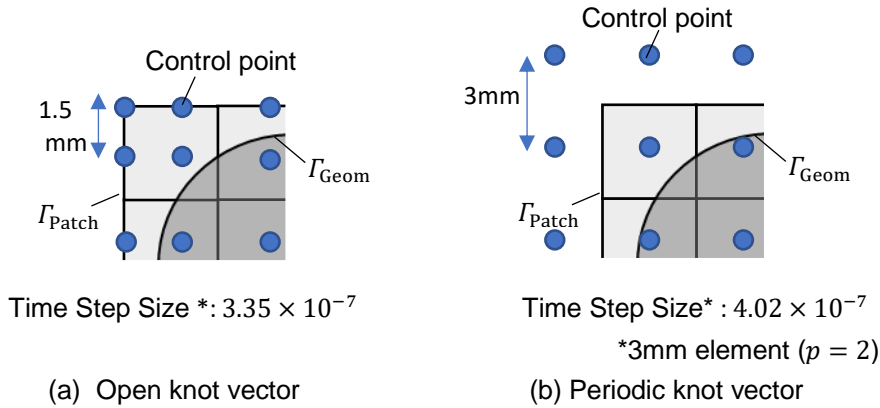 Control point
1.5
mm
Γ_Geom
Γ_Patch
Time Step Size *: 3.35 × 10⁻⁷
(a) Open knot vector
Control point
3mm
Γ_Geom
Γ_Patch
Time Step Size* : 4.02 × 10⁻⁷
*3mm element (p = 2)
(b) Periodic knot vector